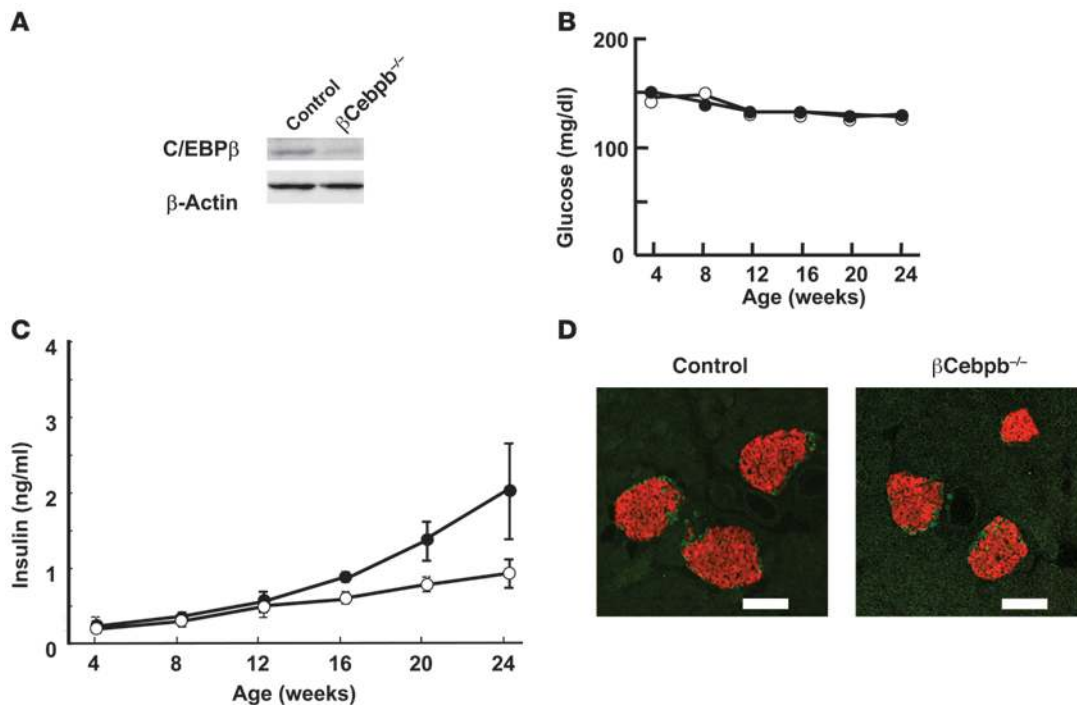 A
Control
βCebpb–/–
C/EBPβ
β-Actin
B
200
100
0
Glucose (mg/dl)
4 8 12 16 20 24
Age (weeks)
C
4
3
2
1
0
Insulin (ng/ml)
4 8 12 16 20 24
Age (weeks)
D
Control
βCebpb–/–